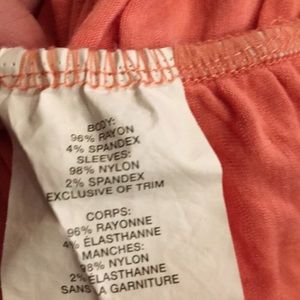 BODY:
96% RAYON
4% SPANDEX
SLEEVES:
98% NYLON
2% SPANDEX
EXCLUSIVE OF TRIM
CORPS:
96% RAYONNE
4% ÉLASTHANNE
MANCHES:
98% NYLON
2% ÉLASTHANNE
SANS LA GARNITURE